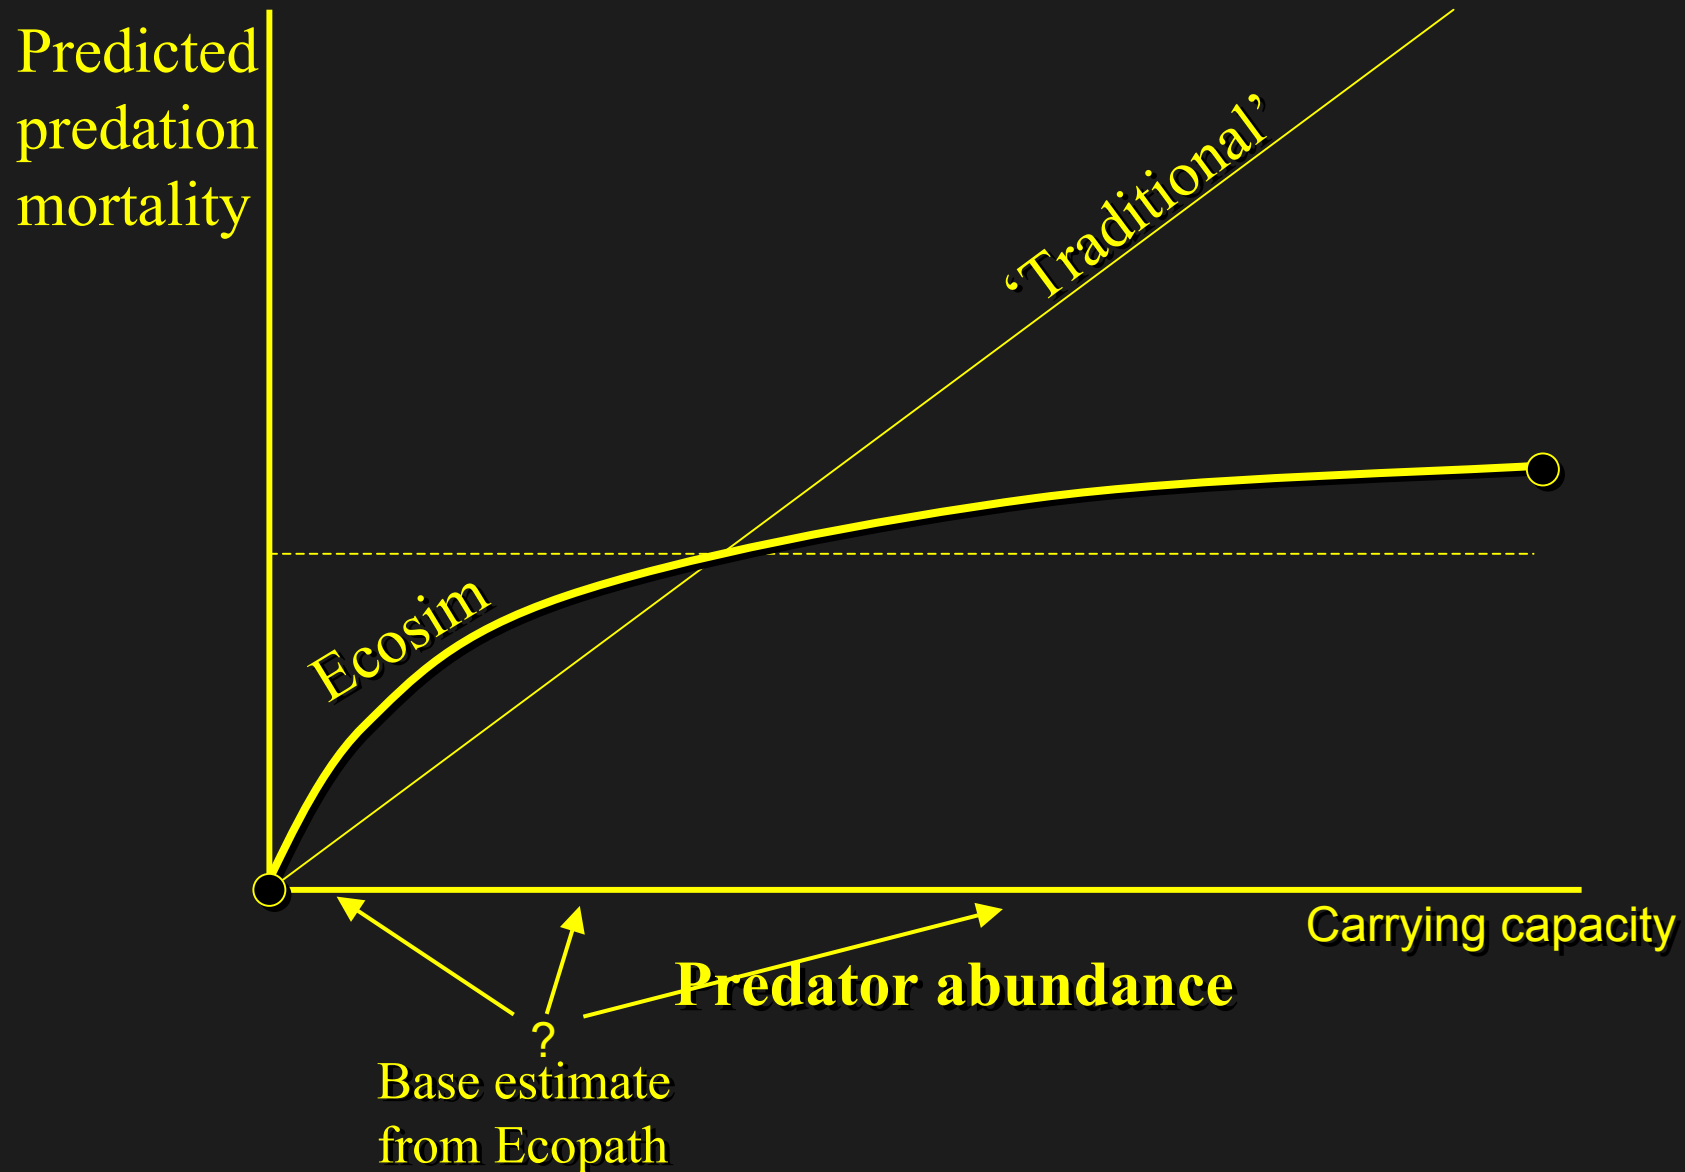 Predicted
predation
mortality
‘Traditional’
Ecosim
Carrying capacity
Predator abundance
?
Base estimate
from Ecopath